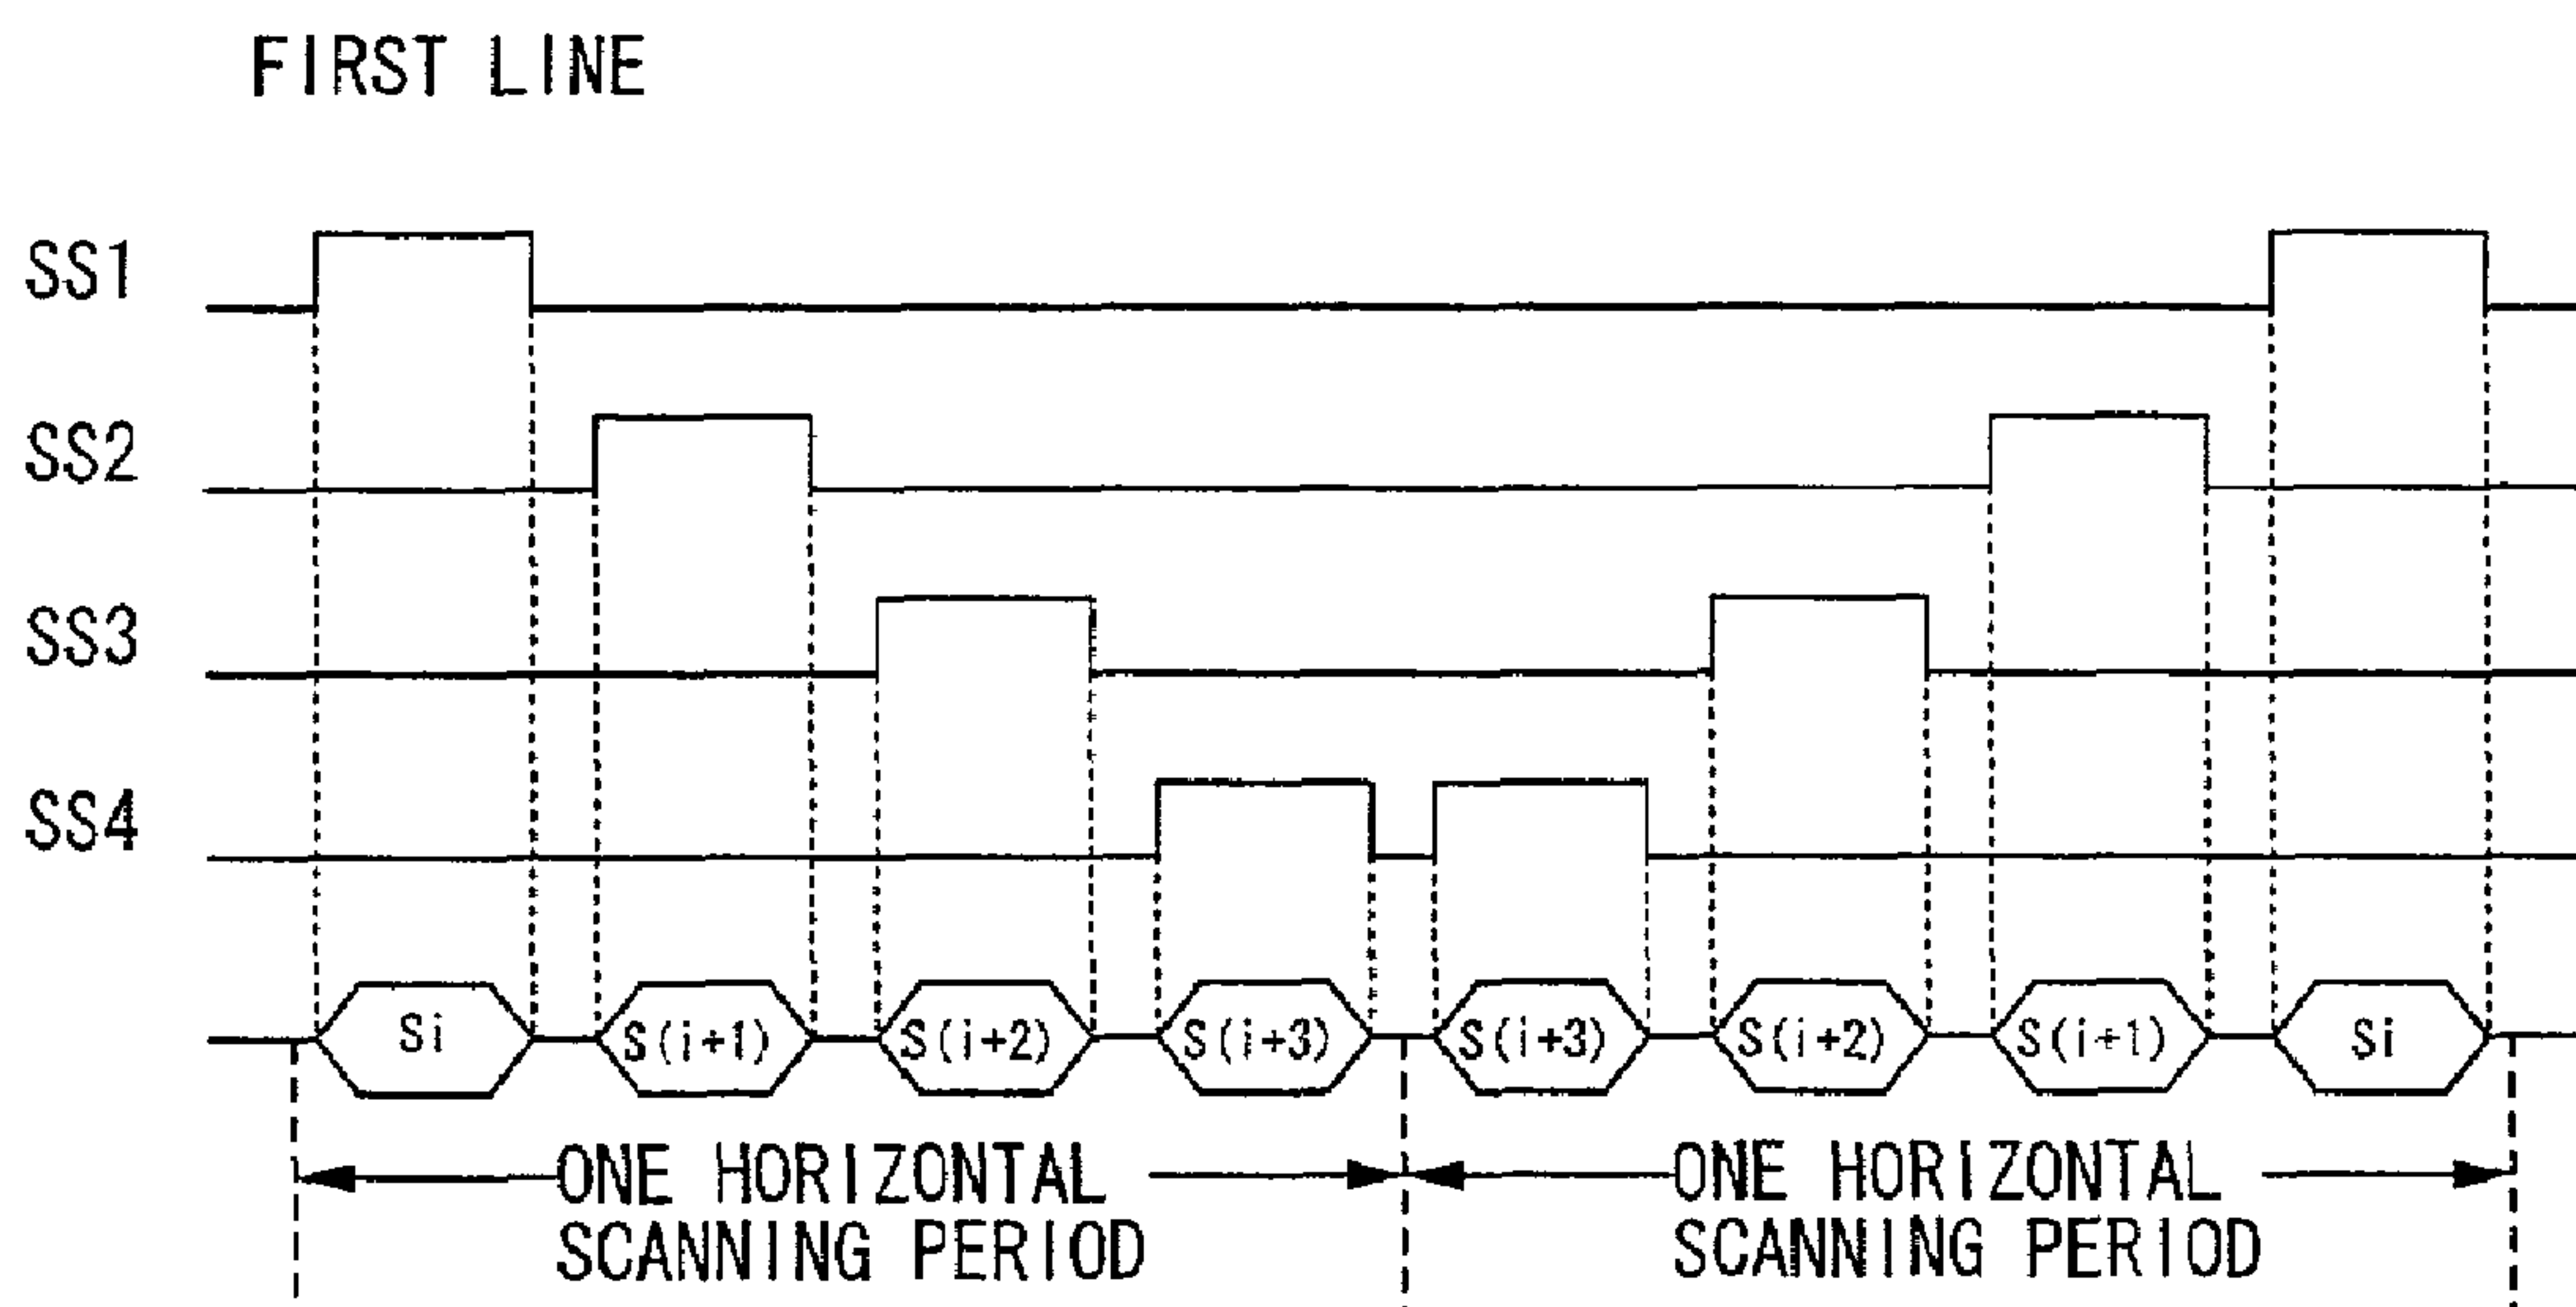 FIRST LINE
SS1
SS2
SS3
SS4
Si S(i+1) S(i+2) S(i+3) S(i+3) S(i+2) S(i+1) Si
ONE HORIZONTAL SCANNING PERIOD
ONE HORIZONTAL SCANNING PERIOD